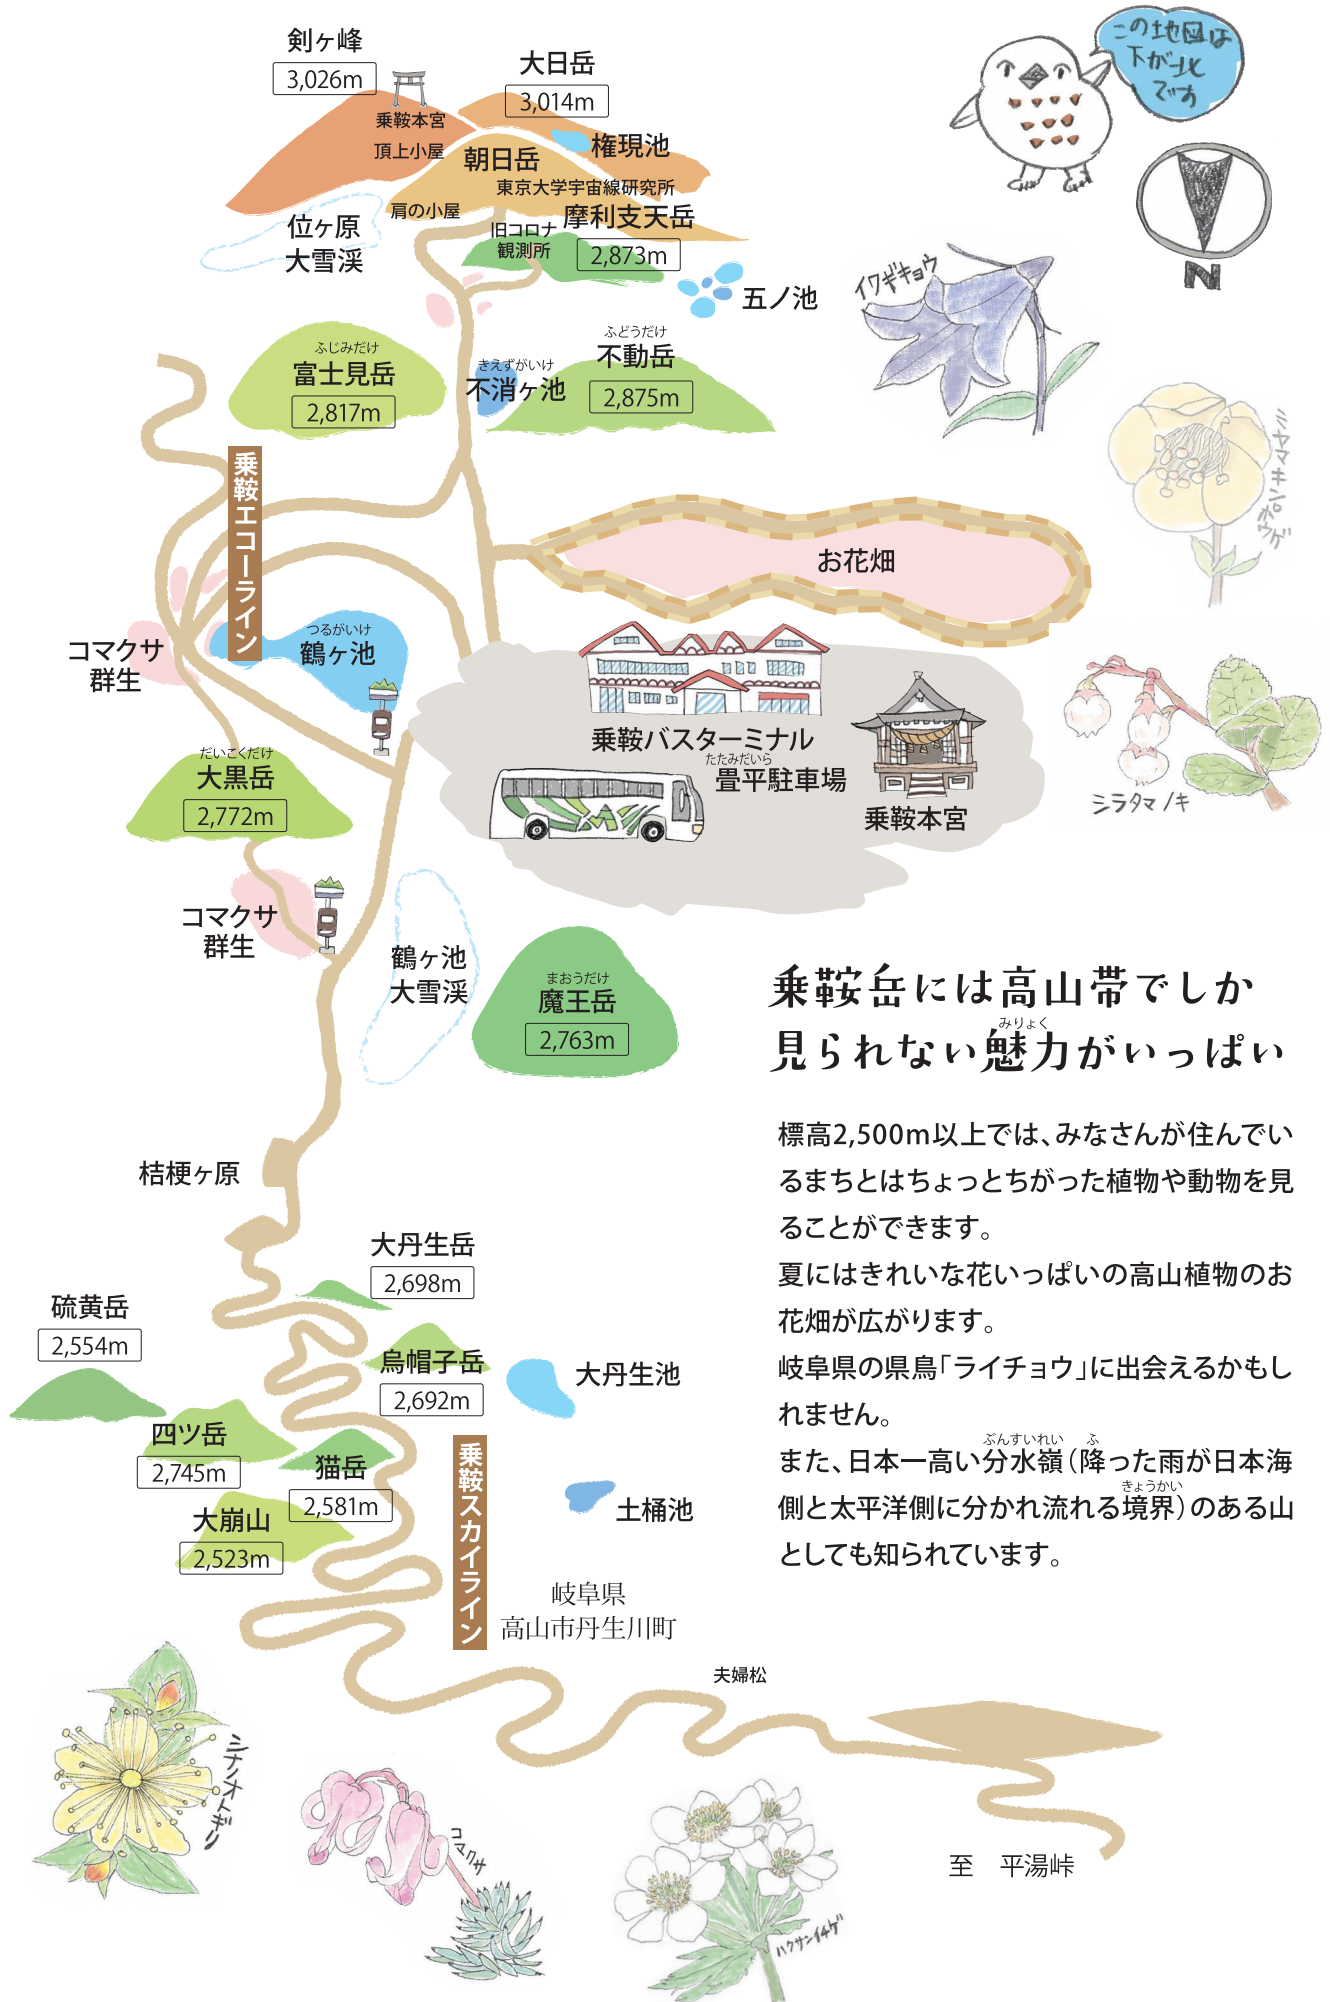 剣ヶ峰
3,026m
大日岳
3,014m
この地図は
下が北
です
N
乗鞍本宮
頂上小屋
朝日岳
権現池
東京大学宇宙線研究所
肩の小屋
摩利支天岳
2,873m
旧コロナ
観測所
位ヶ原
大雪渓
五ノ池
イワギキョウ
ふじみだけ
富士見岳
2,817m
きえずがいけ
不消ヶ池
ふどうだけ
不動岳
2,875m
ミヤマキンポウゲ
乗鞍エコーライン
お花畑
コマクサ
群生
つるがいけ
鶴ヶ池
乗鞍バスターミナル
たたみだいら
畳平駐車場
乗鞍本宮
シラタマノキ
だいこくだけ
大黒岳
2,772m
コマクサ
群生
鶴ヶ池
大雪渓
まおうだけ
魔王岳
2,763m
乗鞍岳には高山帯でしか
みりょく
見られない魅力がいっぱい
標高2,500m以上では、みなさんが住んでい
るまちとはちょっとちがった植物や動物を見
ることができます。
夏にはきれいな花いっぱいの高山植物のお
花畑が広がります。
岐阜県の県鳥「ライチョウ」に出会えるかもし
れません。
ぶんすいれい ふ
また、日本一高い分水嶺（降った雨が日本海
きょうかい
側と太平洋側に分かれ流れる境界）のある山
としても知られています。
桔梗ヶ原
大丹生岳
2,698m
硫黄岳
2,554m
烏帽子岳
2,692m
大丹生池
四ツ岳
2,745m
猫岳
2,581m
大崩山
2,523m
土桶池
乗鞍スカイライン
岐阜県
高山市丹生川町
夫婦松
至 平湯峠
シナノオトギリ
コマクサ
ハクサンイチゲ